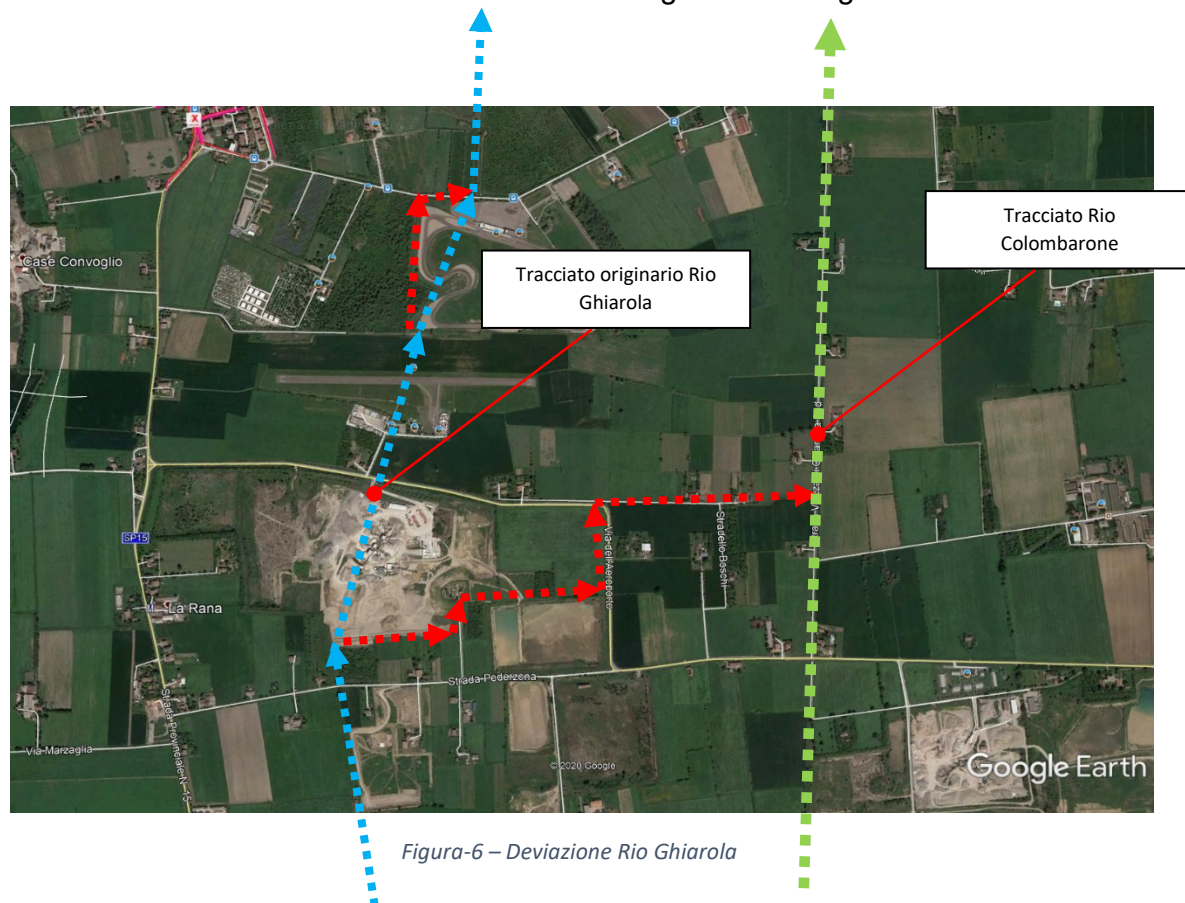 Case Convoglio
Tracciato originario Rio
Ghiarola
Tracciato Rio
Colombarone
SP15
La Rana
Via dell'Aeroporto
Stradello Boschi
Strada Pederzona
Strada Provinciale N. 15
Via Marzaglia
© 2020 Google
Google Earth
Figura-6 – Deviazione Rio Ghiarola